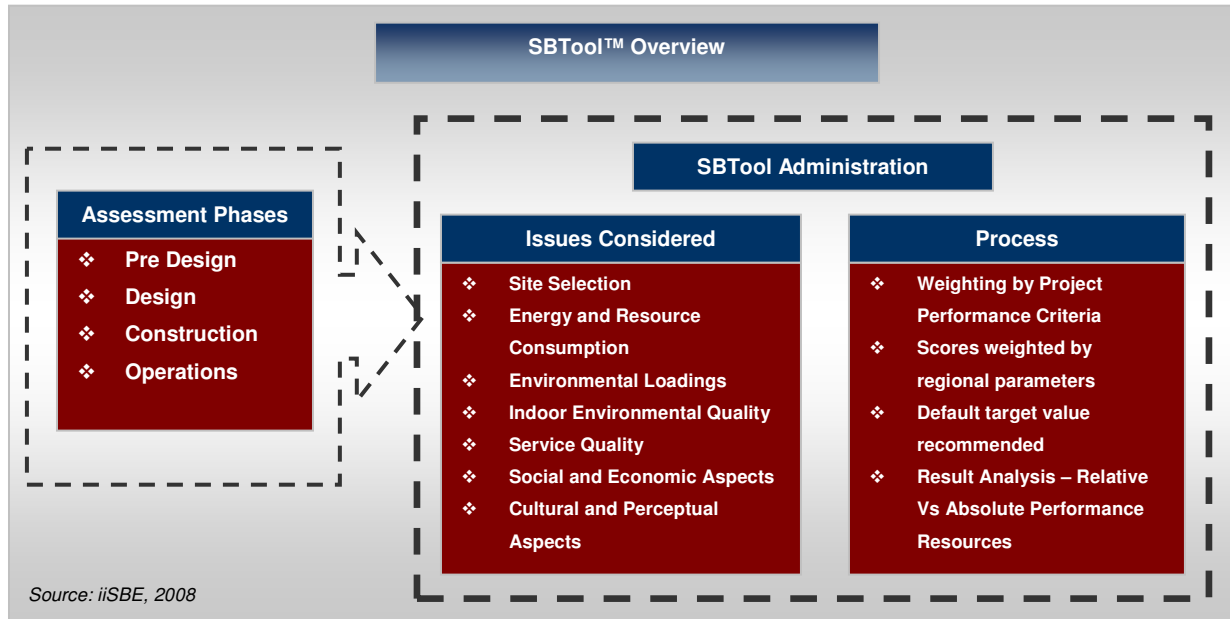 SBTool™ Overview
SBTool Administration
Assessment Phases
❖ Pre Design
❖ Design
❖ Construction
❖ Operations
Issues Considered
❖ Site Selection
❖ Energy and Resource
Consumption
❖ Environmental Loadings
❖ Indoor Environmental Quality
❖ Service Quality
❖ Social and Economic Aspects
❖ Cultural and Perceptual
Aspects
Process
❖ Weighting by Project
Performance Criteria
❖ Scores weighted by
regional parameters
❖ Default target value
recommended
❖ Result Analysis – Relative
Vs Absolute Performance
Resources
Source: iiSBE, 2008